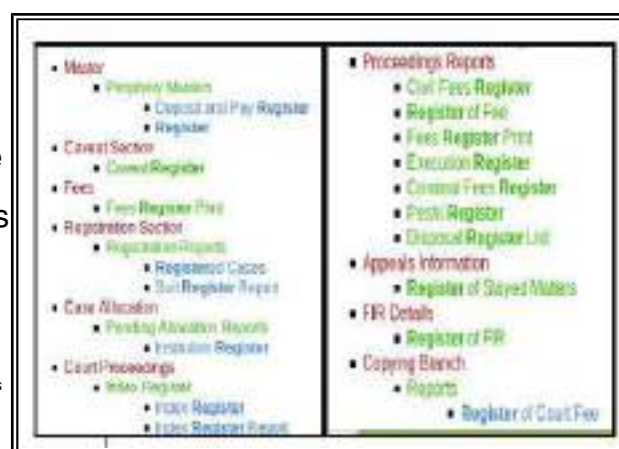 Master
Periphery Masters
Deposit and Pay Register
Register
Caveat Section
Caveat Register
Fees
Fees Register Print
Registration Section
Registration Reports
Registered Cases
Suit Register Report
Case Allocation
Pending Allocation Reports
Institution Register
Court Proceedings
Index Register
Index Register
Index Register Report
Proceedings Reports
Civil Fees Register
Register of Fee
Fees Register Print
Execution Register
Criminal Fees Register
Peshi Register
Disposal Register List
Appeals Information
Register of Stayed Matters
FIR Details
Register of FIR
Copying Branch
Reports
Register of Court Fee